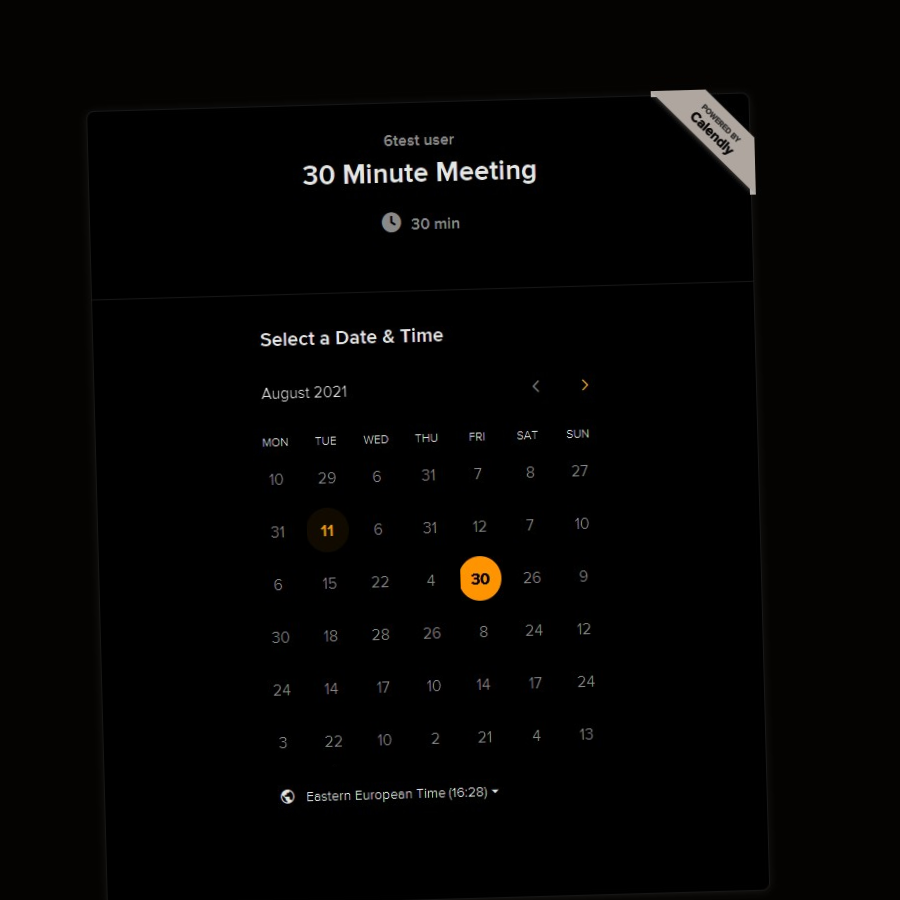 POWERED BY
Calendly
6test user
30 Minute Meeting
30 min
Select a Date & Time
August 2021
MON TUE WED THU FRI SAT SUN
10 29 6 31 7 8 27
31 11 6 31 12 7 10
6 15 22 4 30 26 9
30 18 28 26 8 24 12
24 14 17 10 14 17 24
3 22 10 2 21 4 13
Eastern European Time (16:28)